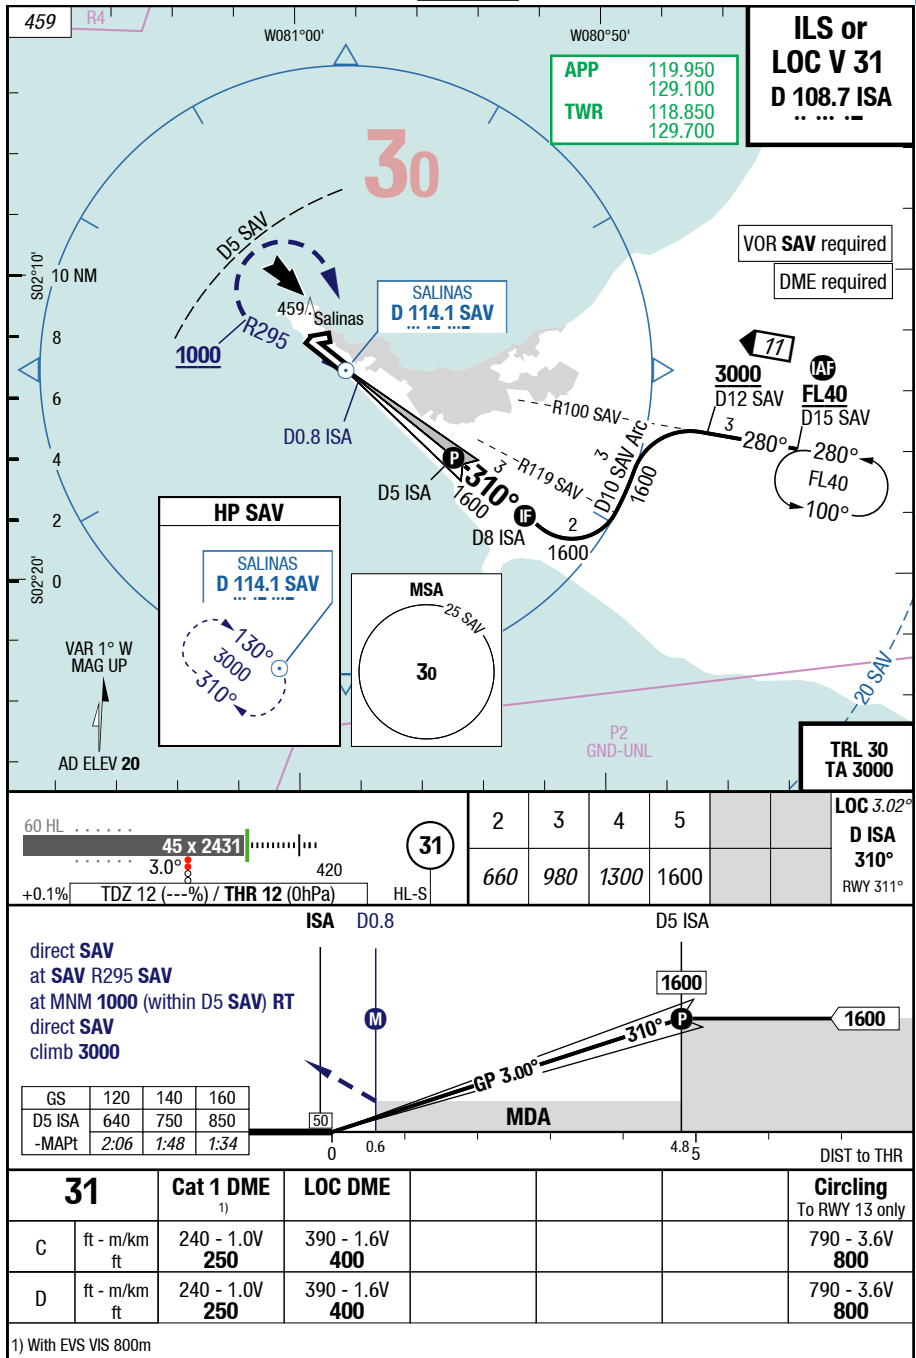 459
R4
W081°00'
W080°50'
ILS or
LOC V 31
D 108.7 ISA
APP 119.950
129.100
TWR 118.850
129.700
30
VOR SAV required
DME required
D5 SAV
S02°10'
10 NM
8
6
4
2
0
S02°20'
459
Salinas
R295
1000
SALINAS
D 114.1 SAV
D0.8 ISA
11
3000
D12 SAV
IAF
FL40
D15 SAV
R100 SAV
3
280°
280°
FL40
100°
R119 SAV
D10 SAV Arc
3
1600
P
D5 ISA
3
310°
1600
IF
D8 ISA
2
1600
HP SAV
SALINAS
D 114.1 SAV
130°
3000
310°
MSA
25 SAV
30
VAR 1° W
MAG UP
AD ELEV 20
P2
GND-UNL
20 SAV
TRL 30
TA 3000
60 HL
45 x 2431
3.0°
420
+0.1%
TDZ 12 (---%) / THR 12 (0hPa)
HL-S
31
2 3 4 5
660 980 1300 1600
LOC 3.02°
D ISA
310°
RWY 311°
ISA D0.8 D5 ISA
direct SAV
at SAV R295 SAV
at MNM 1000 (within D5 SAV) RT
direct SAV
climb 3000
M
1600
310°
P
1600
GP 3.00°
MDA
50
0 0.6 4.8 5
DIST to THR
GS 120 140 160
D5 ISA 640 750 850
-MAPt 2:06 1:48 1:34
31 Cat 1 DME LOC DME Circling
1) To RWY 13 only
C ft - m/km 240 - 1.0V 390 - 1.6V 790 - 3.6V
ft 250 400 800
D ft - m/km 240 - 1.0V 390 - 1.6V 790 - 3.6V
ft 250 400 800
1) With EVS VIS 800m